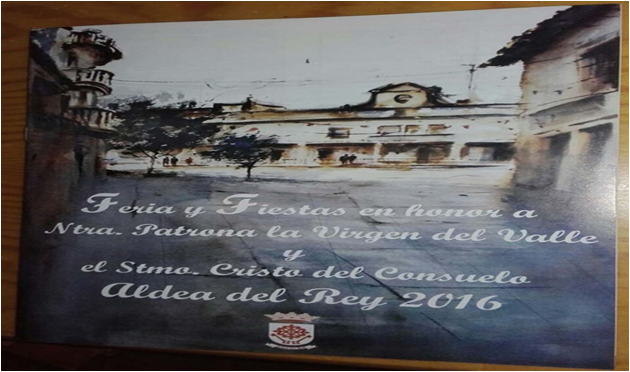 Feria y Fiestas en honor a
Ntra. Patrona la Virgen del Valle
y
el Stmo. Cristo del Consuelo
Aldea del Rey 2016